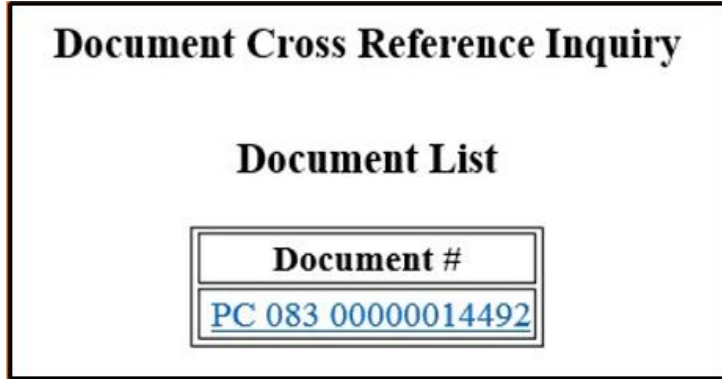 Document Cross Reference Inquiry
Document List
Document #
PC 083 00000014492